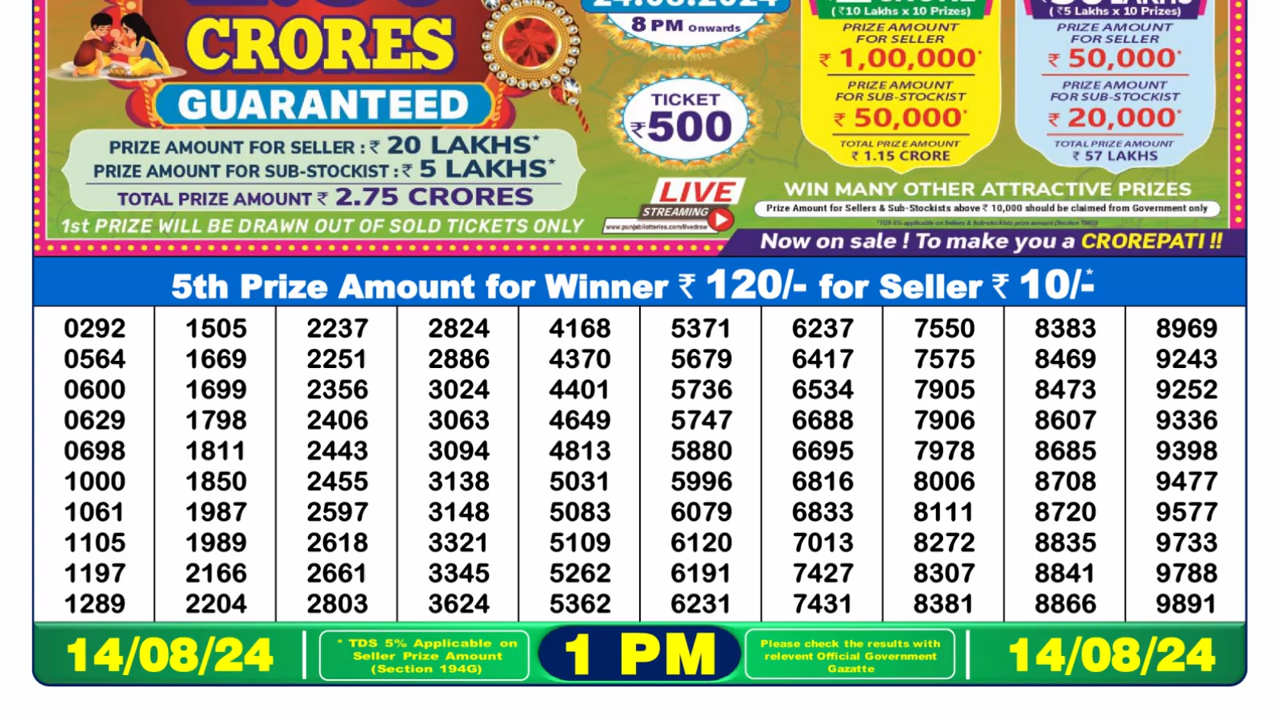 CRORES
GUARANTEED
PRIZE AMOUNT FOR SELLER : ₹ 20 LAKHS*
PRIZE AMOUNT FOR SUB-STOCKIST : ₹ 5 LAKHS*
TOTAL PRIZE AMOUNT ₹ 2.75 CRORES
1st PRIZE WILL BE DRAWN OUT OF SOLD TICKETS ONLY
24.08.2024
8 PM Onwards
TICKET
₹500
LIVE
STREAMING
www.punjablotteries.com/livedraw
(₹10 Lakhs x 10 Prizes)
PRIZE AMOUNT
FOR SELLER
₹ 1,00,000*
PRIZE AMOUNT
FOR SUB-STOCKIST
₹ 50,000*
TOTAL PRIZE AMOUNT
₹ 1.15 CRORE
(₹5 Lakhs x 10 Prizes)
PRIZE AMOUNT
FOR SELLER
₹ 50,000*
PRIZE AMOUNT
FOR SUB-STOCKIST
₹ 20,000*
TOTAL PRIZE AMOUNT
₹ 57 LAKHS
WIN MANY OTHER ATTRACTIVE PRIZES
Prize Amount for Sellers & Sub-Stockists above ₹ 10,000 should be claimed from Government only
Now on sale ! To make you a CROREPATI !!
5th Prize Amount for Winner ₹ 120/- for Seller ₹ 10/-*
0292 1505 2237 2824 4168 5371 6237 7550 8383 8969
0564 1669 2251 2886 4370 5679 6417 7575 8469 9243
0600 1699 2356 3024 4401 5736 6534 7905 8473 9252
0629 1798 2406 3063 4649 5747 6688 7906 8607 9336
0698 1811 2443 3094 4813 5880 6695 7978 8685 9398
1000 1850 2455 3138 5031 5996 6816 8006 8708 9477
1061 1987 2597 3148 5083 6079 6833 8111 8720 9577
1105 1989 2618 3321 5109 6120 7013 8272 8835 9733
1197 2166 2661 3345 5262 6191 7427 8307 8841 9788
1289 2204 2803 3624 5362 6231 7431 8381 8866 9891
14/08/24
* TDS 5% Applicable on
Seller Prize Amount
(Section 194G)
1 PM
Please check the results with
relevent Official Government
Gazatte
14/08/24